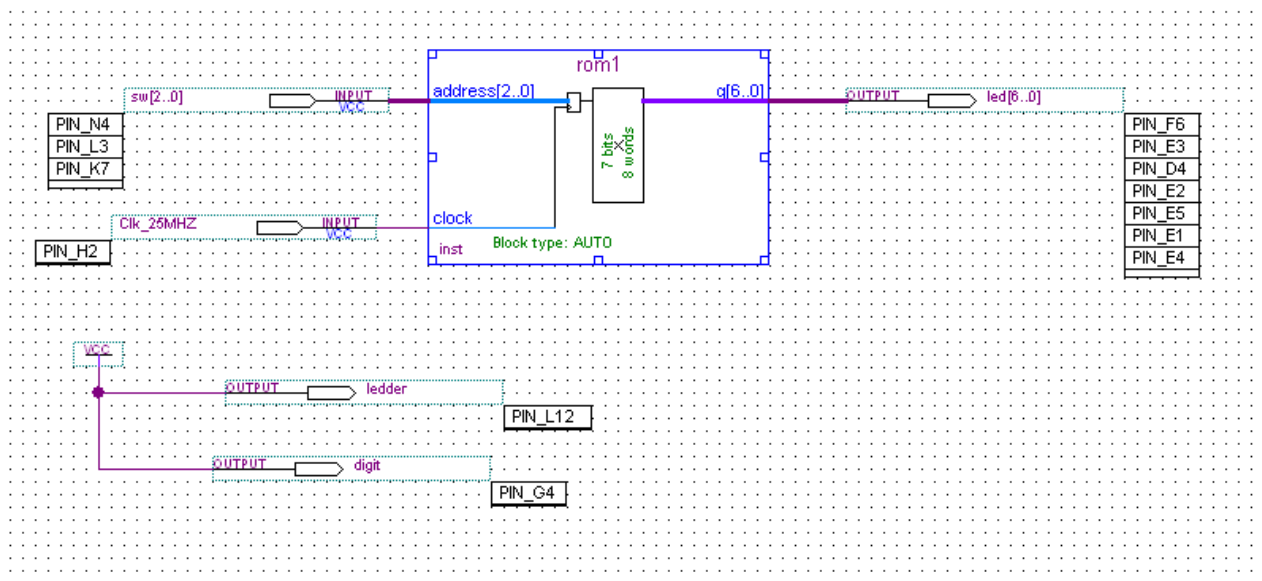 rom1
sw[2..0]
INPUT
VCC
address[2..0]
q[6..0]
OUTPUT
led[6..0]
PIN_N4
PIN_L3
PIN_K7
7 bits
X
8 words
PIN_F6
PIN_E3
PIN_D4
PIN_E2
PIN_E5
PIN_E1
PIN_E4
Clk_25MHZ
INPUT
VCC
clock
PIN_H2
inst
Block type: AUTO
VCC
OUTPUT
ledder
PIN_L12
OUTPUT
digit
PIN_G4